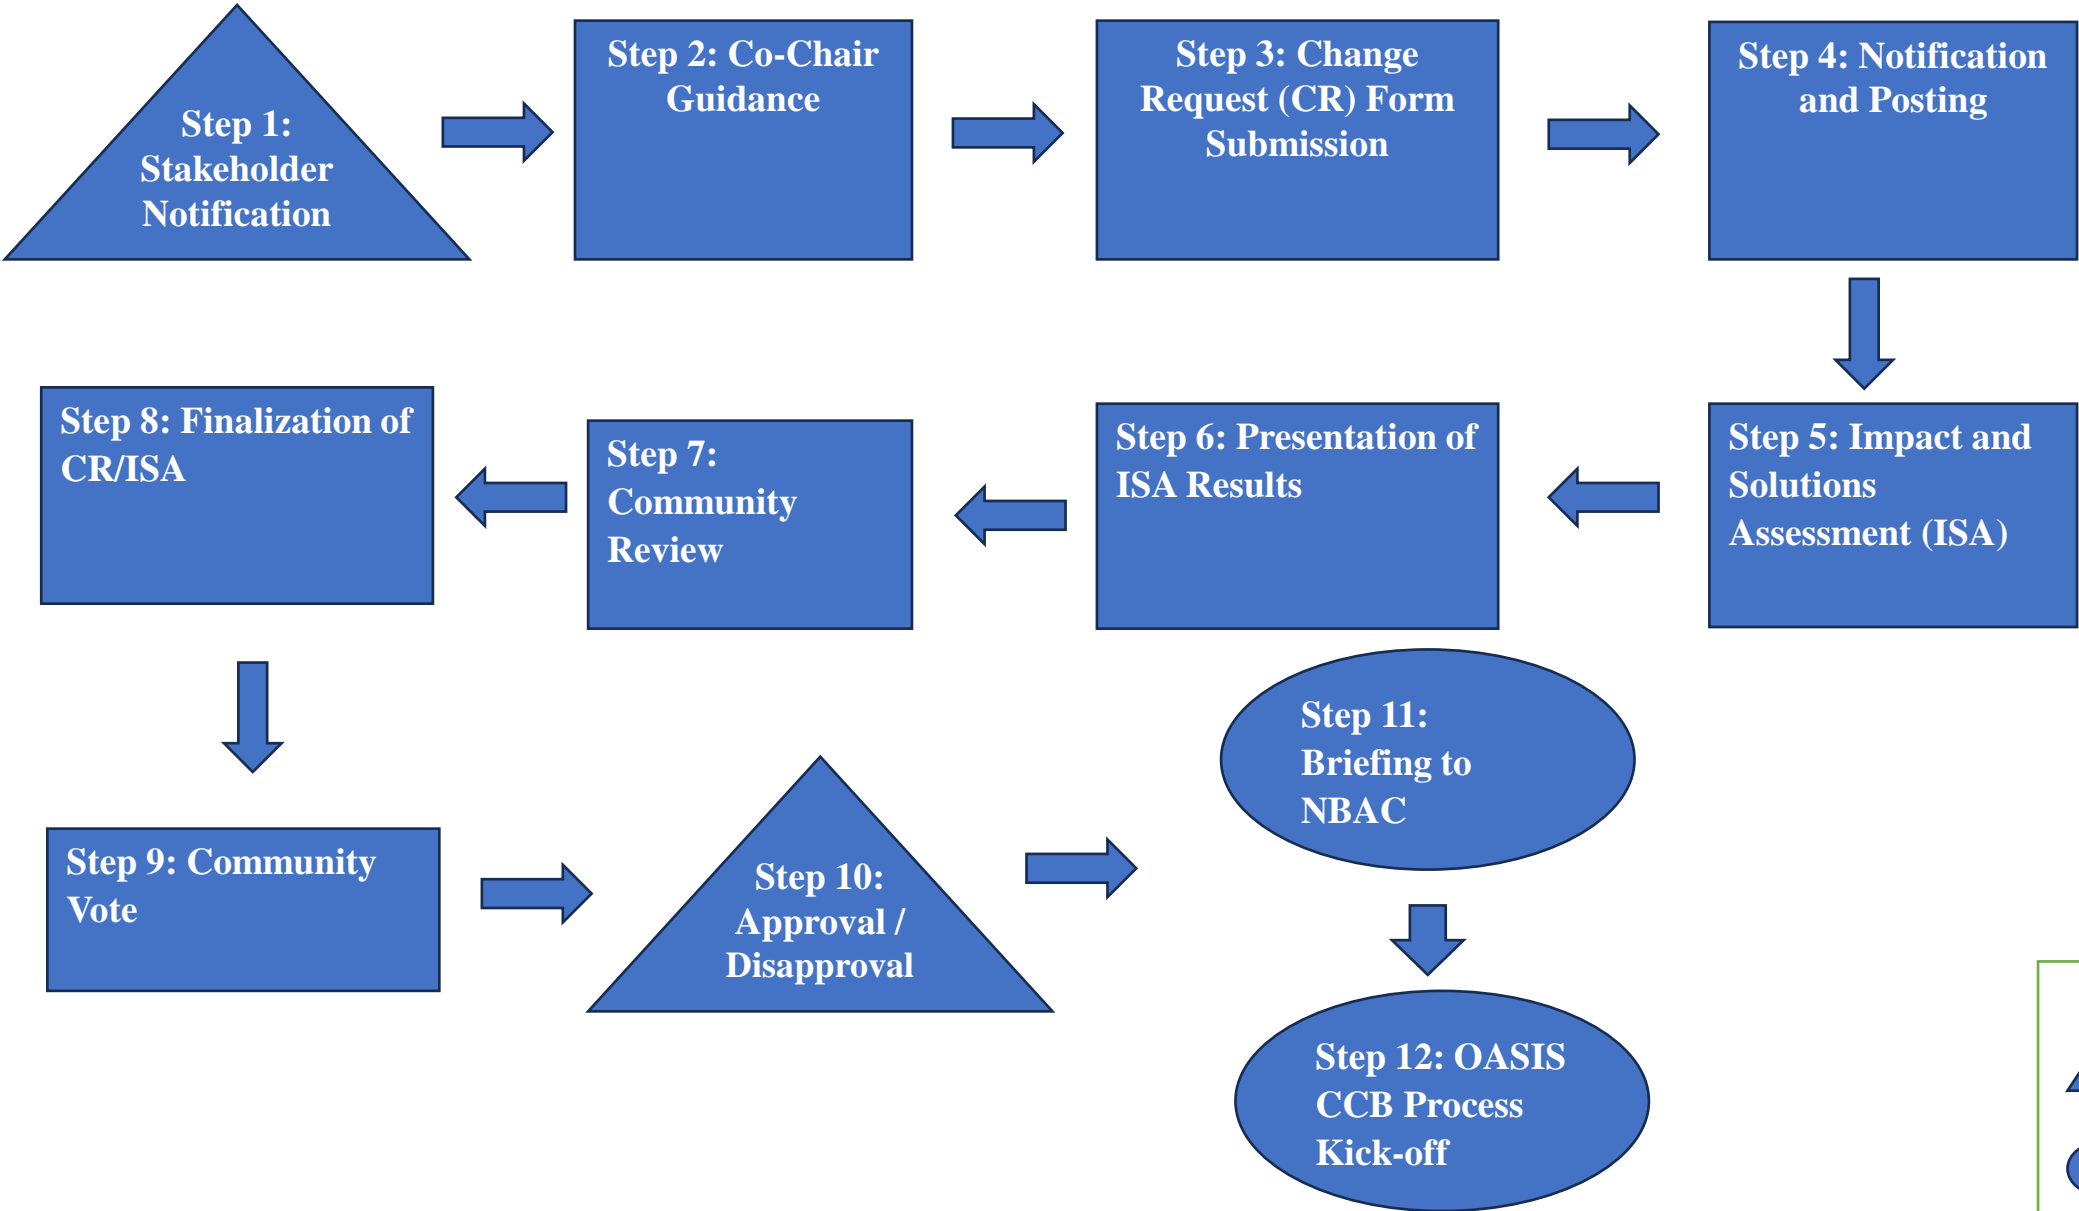 Step 1:
Stakeholder
Notification
Step 2: Co-Chair
Guidance
Step 3: Change
Request (CR) Form
Submission
Step 4: Notification
and Posting
Step 5: Impact and
Solutions
Assessment (ISA)
Step 6: Presentation of
ISA Results
Step 7:
Community
Review
Step 8: Finalization of
CR/ISA
Step 9: Community
Vote
Step 10:
Approval /
Disapproval
Step 11:
Briefing to
NBAC
Step 12: OASIS
CCB Process
Kick-off